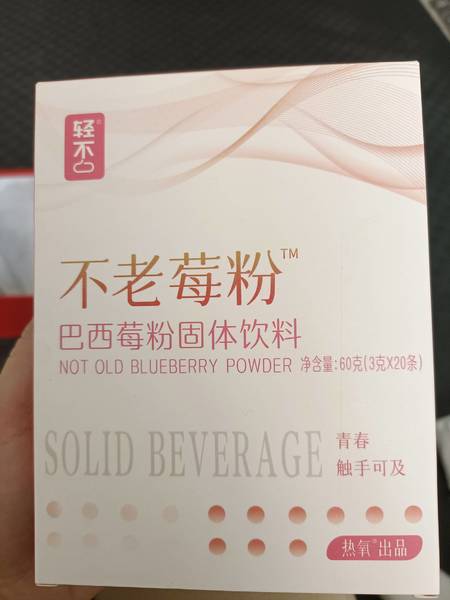 轻不
不老莓粉™
巴西莓粉固体饮料
NOT OLD BLUEBERRY POWDER 净含量:60克(3克X20条)
SOLID BEVERAGE
青春
触手可及
热氧®出品